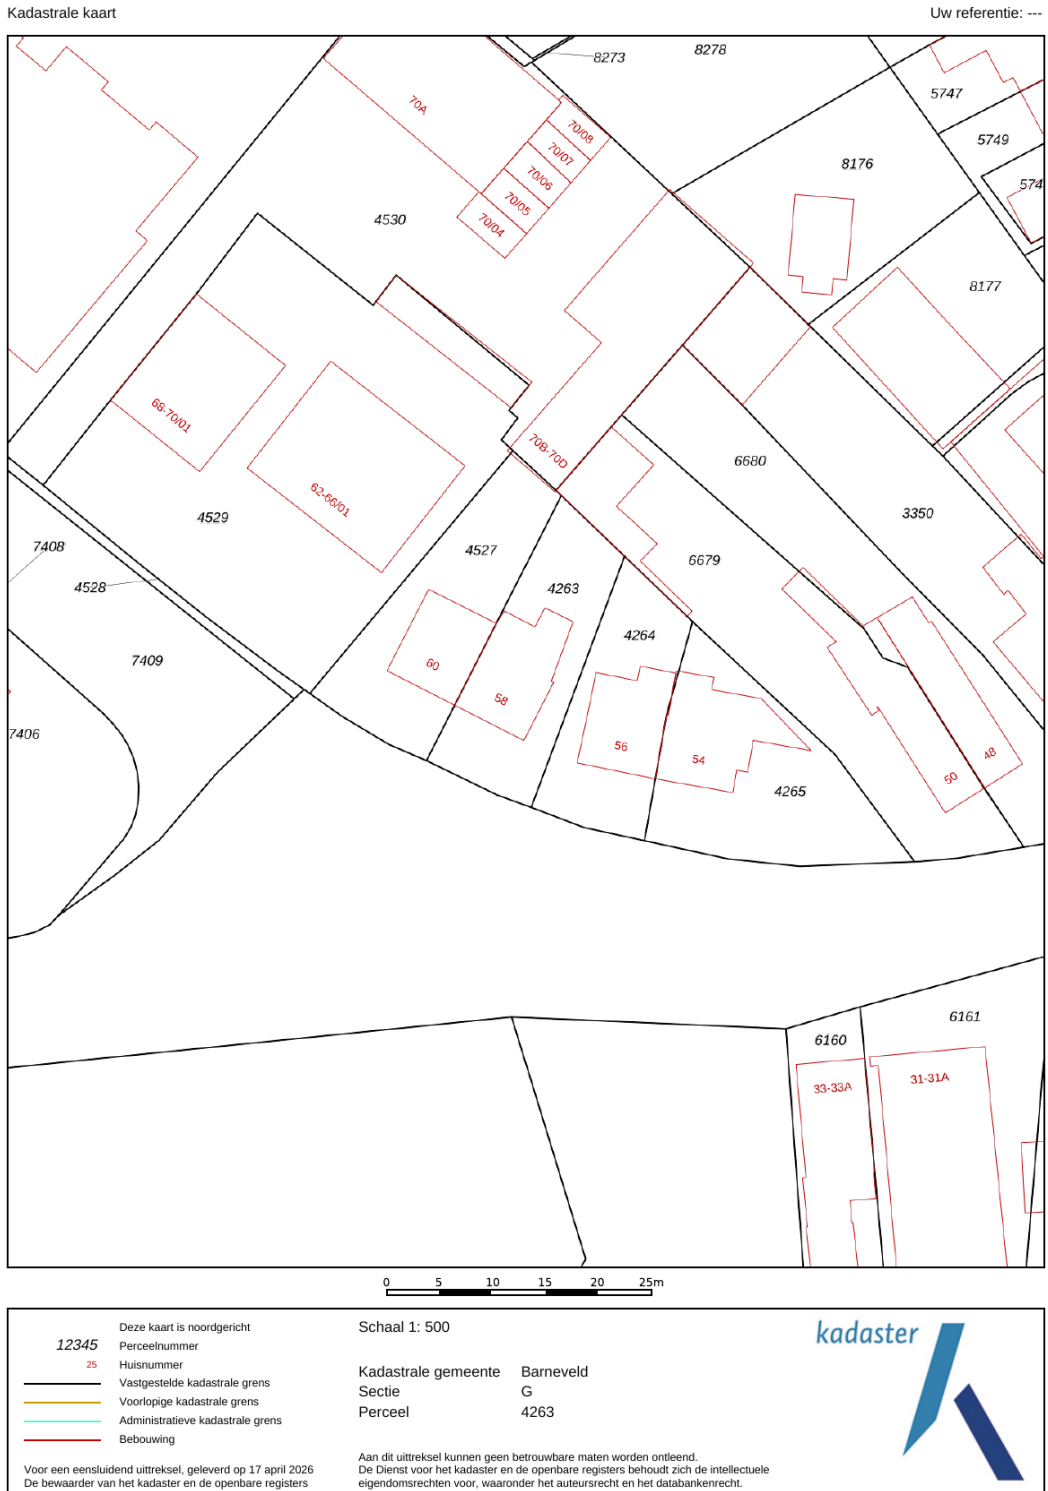 Kadastrale kaart
Uw referentie: ---
8278
8273
5747
70A
5749
70/08
70/07
8176
70/06
574
70/05
4530
70/04
8177
68-70/01
70B-70D
6680
62-66/01
3350
4529
7408
4527
6679
4528
4263
4264
7409
60
58
7406
56
54
48
50
4265
6161
6160
33-33A
31-31A
0 5 10 15 20 25m
Deze kaart is noordgericht
12345 Perceelnummer
25 Huisnummer
Vastgestelde kadastrale grens
Voorlopige kadastrale grens
Administratieve kadastrale grens
Bebouwing
Voor een eensluidend uittreksel, geleverd op 17 april 2026
De bewaarder van het kadaster en de openbare registers
Schaal 1: 500
Kadastrale gemeente Barneveld
Sectie G
Perceel 4263
Aan dit uittreksel kunnen geen betrouwbare maten worden ontleend.
De Dienst voor het kadaster en de openbare registers behoudt zich de intellectuele
eigendomsrechten voor, waaronder het auteursrecht en het databankenrecht.
kadaster